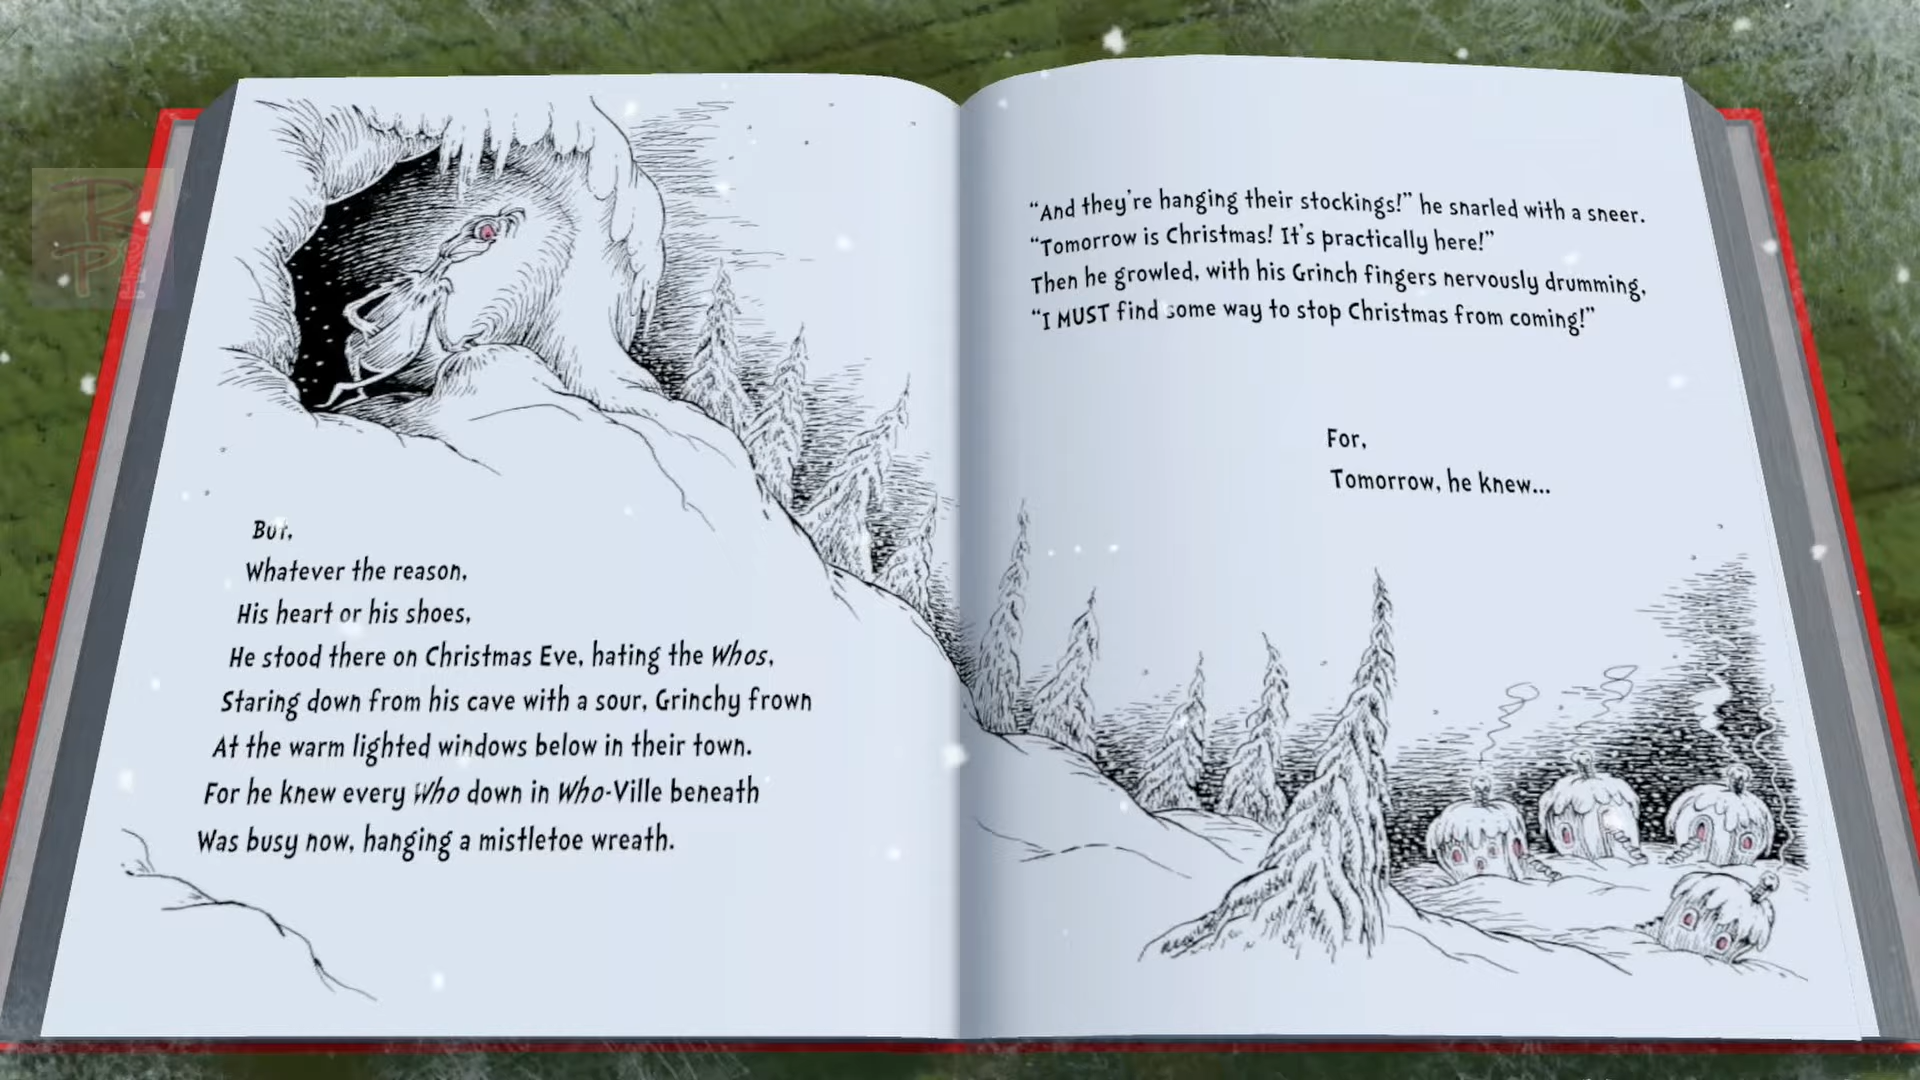 But,
Whatever the reason,
His heart or his shoes,
He stood there on Christmas Eve, hating the Whos,
Staring down from his cave with a sour, Grinchy frown
At the warm lighted windows below in their town.
For he knew every Who down in Who-Ville beneath
Was busy now, hanging a mistletoe wreath.
“And they’re hanging their stockings!” he snarled with a sneer.
“Tomorrow is Christmas! It’s practically here!”
Then he growled, with his Grinch fingers nervously drumming,
“I MUST find some way to stop Christmas from coming!”
For,
Tomorrow, he knew...